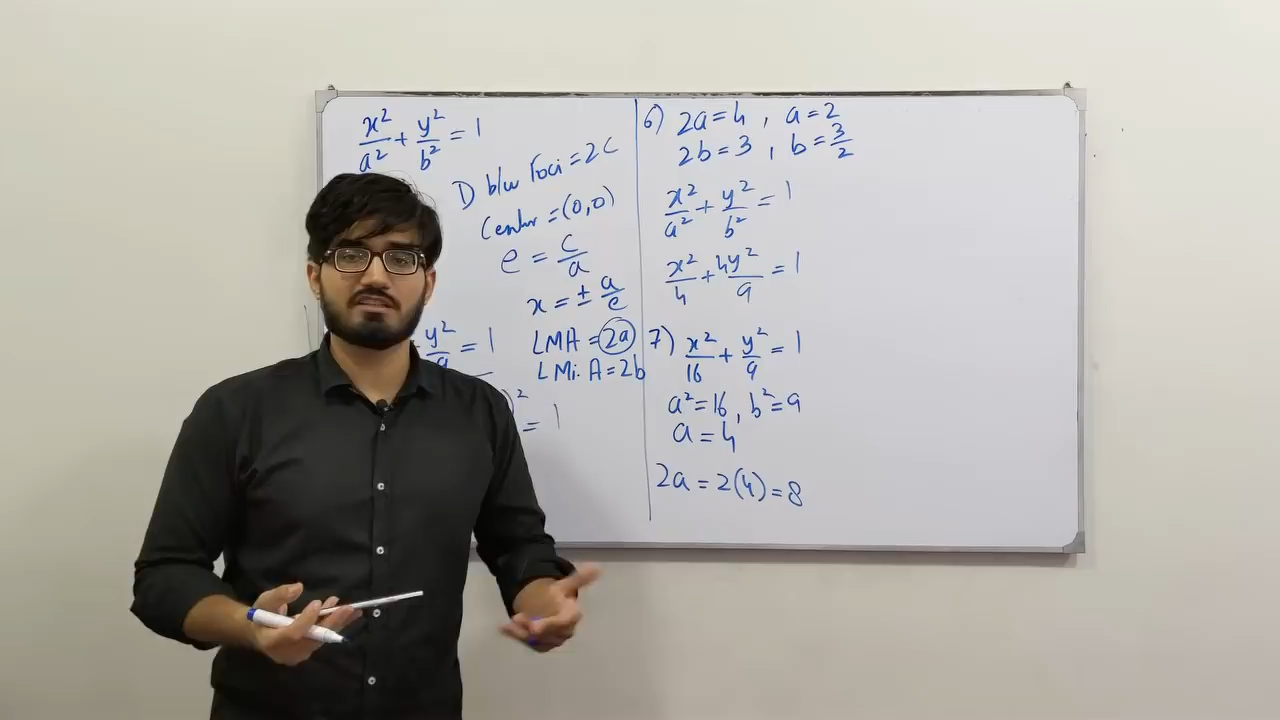 x²/a² + y²/b² = 1
D b/w Foci = 2C
Center = (0,0)
e = c/a
x = ± a/e
LMA = 2a
LMi. A = 2b
y²/9 = 1
)² = 1
6) 2a = 4 , a = 2
2b = 3 , b = 3/2
x²/a² + y²/b² = 1
x²/4 + 4y²/9 = 1
7) x²/16 + y²/9 = 1
a² = 16 , b² = 9
a = 4
2a = 2(4) = 8